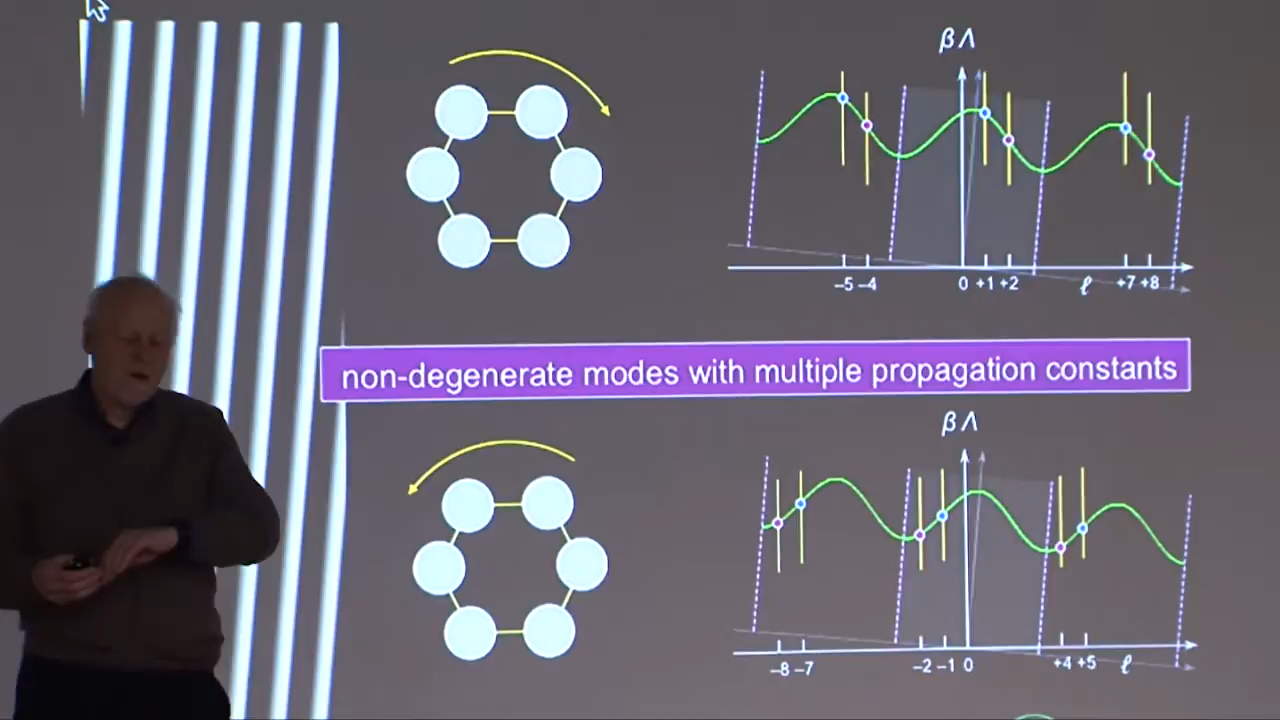 βΛ
–5 –4 0 +1 +2 ℓ +7 +8
non-degenerate modes with multiple propagation constants
βΛ
–8 –7 –2 –1 0 +4 +5 ℓ